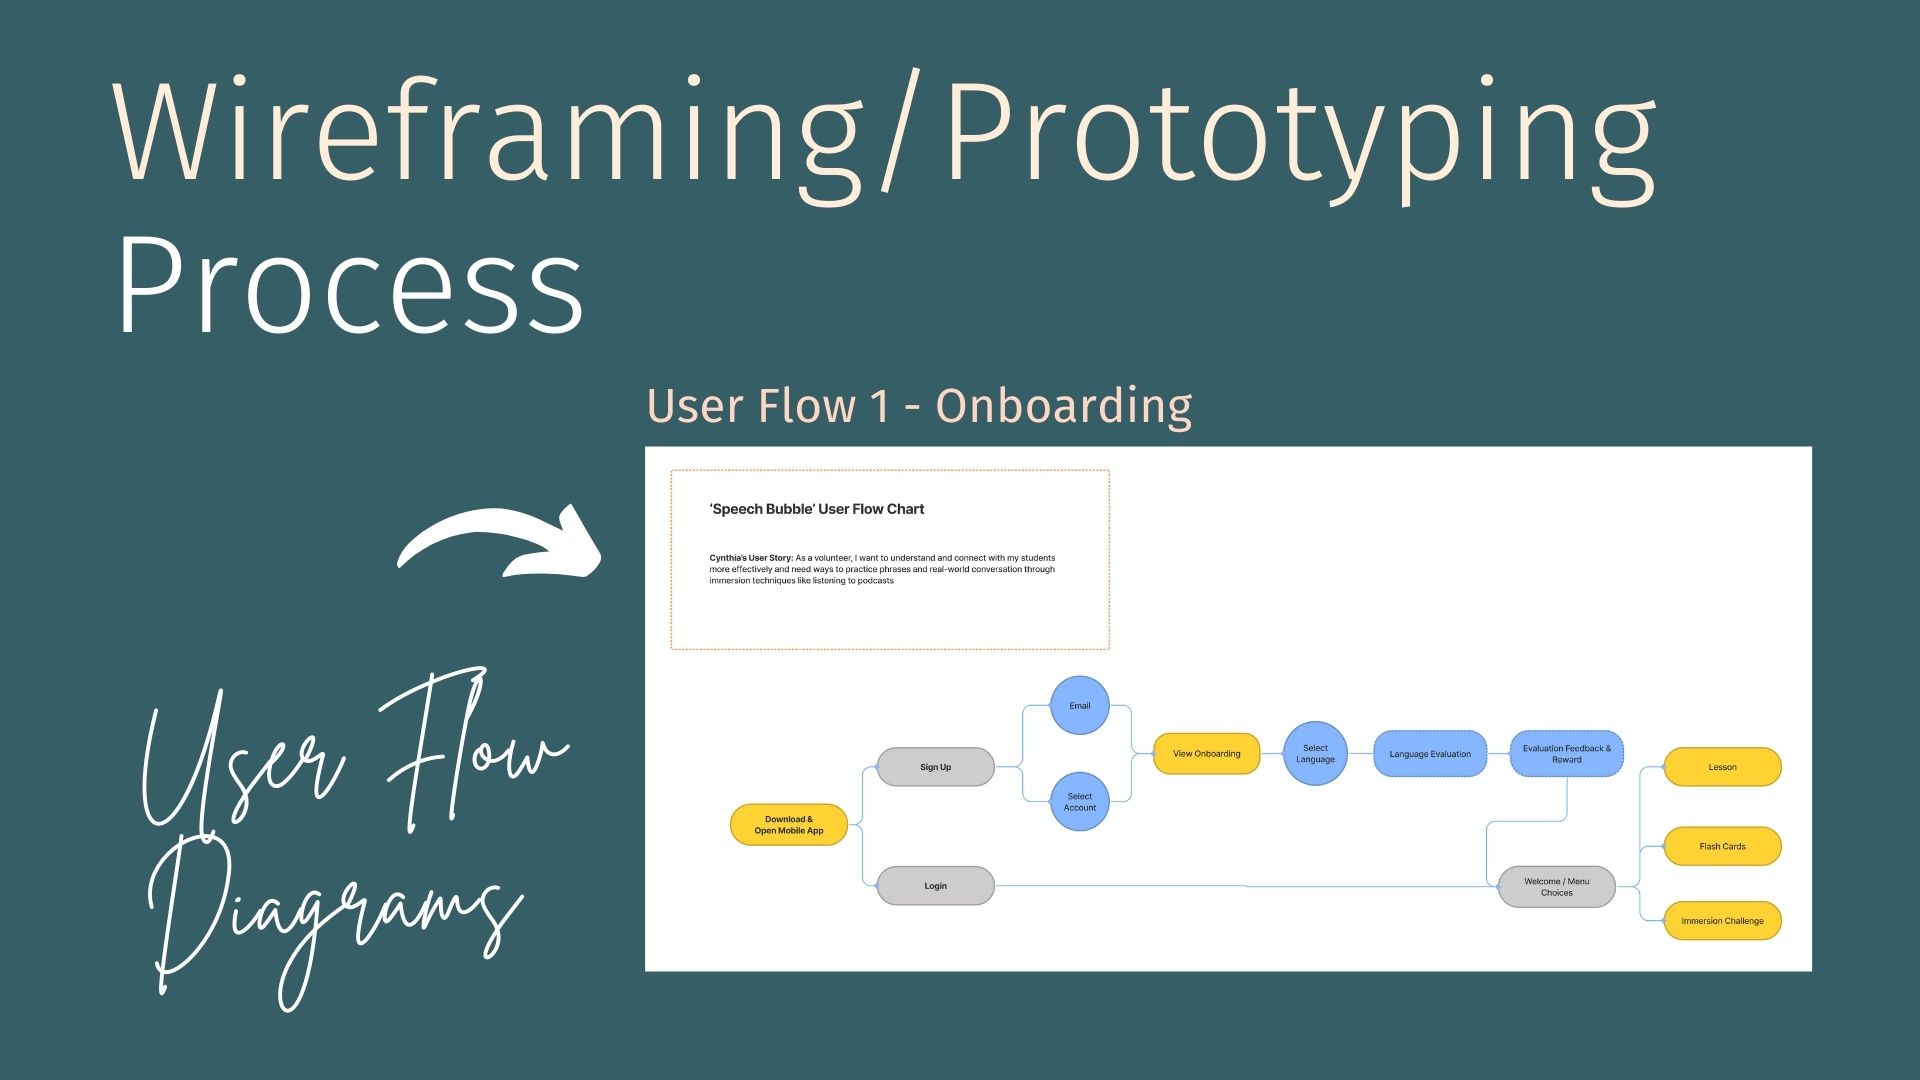 Wireframing/Prototyping
Process
User Flow 1 - Onboarding
‘Speech Bubble’ User Flow Chart
Cynthia's User Story: As a volunteer, I want to understand and connect with my students
more effectively and need ways to practice phrases and real-world conversation through
immersion techniques like listening to podcasts
User Flow
Diagrams
Download &
Open Mobile App
Sign Up
Login
Email
Select
Account
View Onboarding
Select
Language
Language Evaluation
Evaluation Feedback &
Reward
Welcome / Menu
Choices
Lesson
Flash Cards
Immersion Challenge